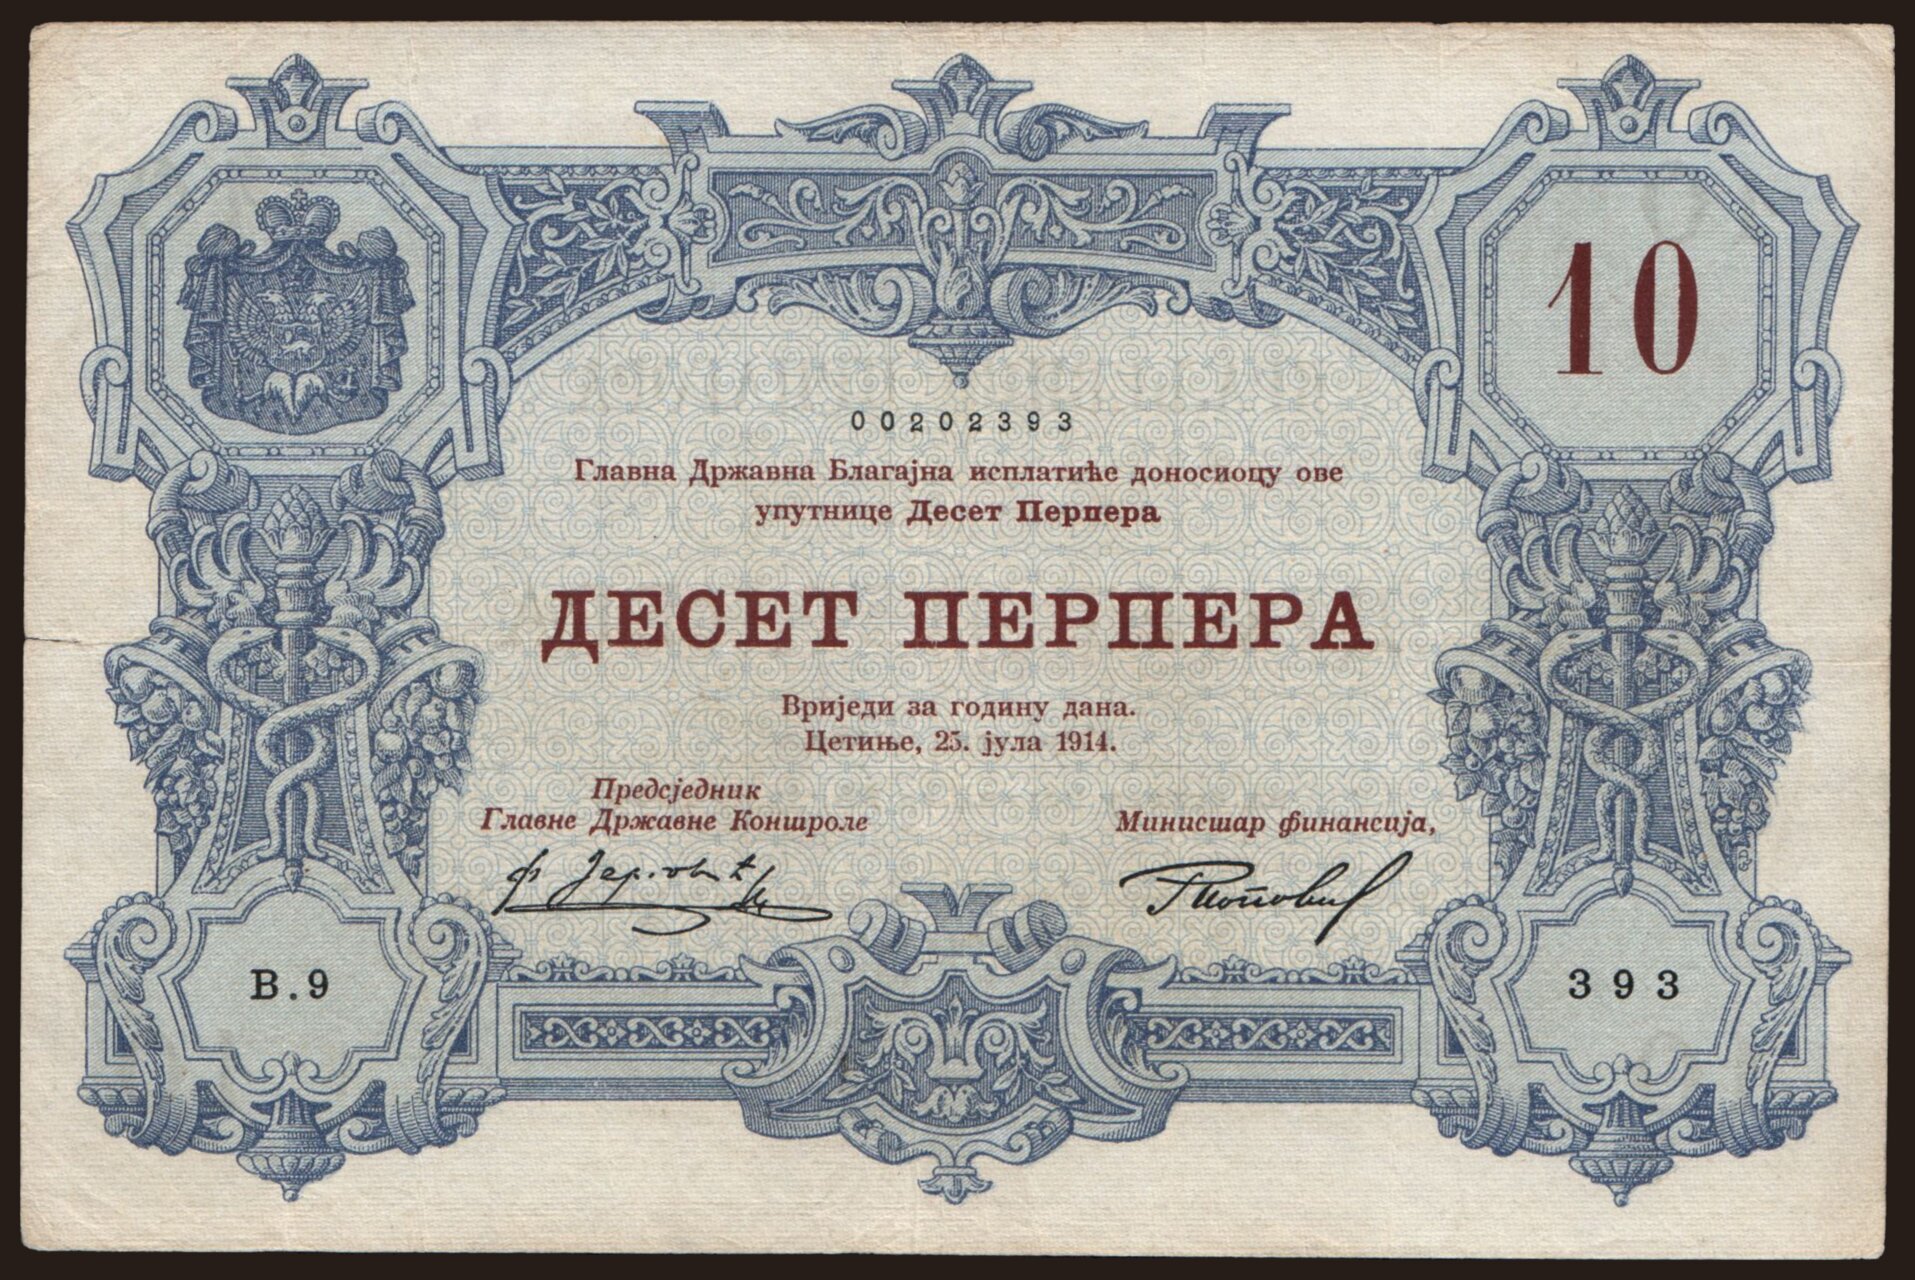 10
00202393
Главна Државна Благајна исплатиће доносиоцу ове
упутнице Десет Перпера
ДЕСЕТ ПЕРПЕРА
Вриједи за годину дана.
Цетиње, 25. јула 1914.
Предсједник
Главне Државне Контроле
Министар финансија,
В.9
393